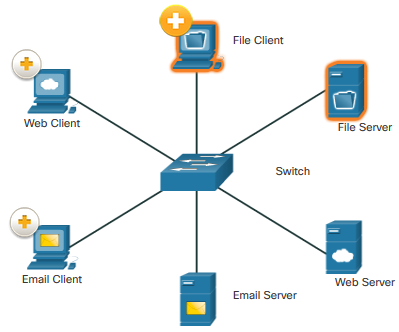 File Client
Web Client
File Server
Switch
Email Client
Email Server
Web Server